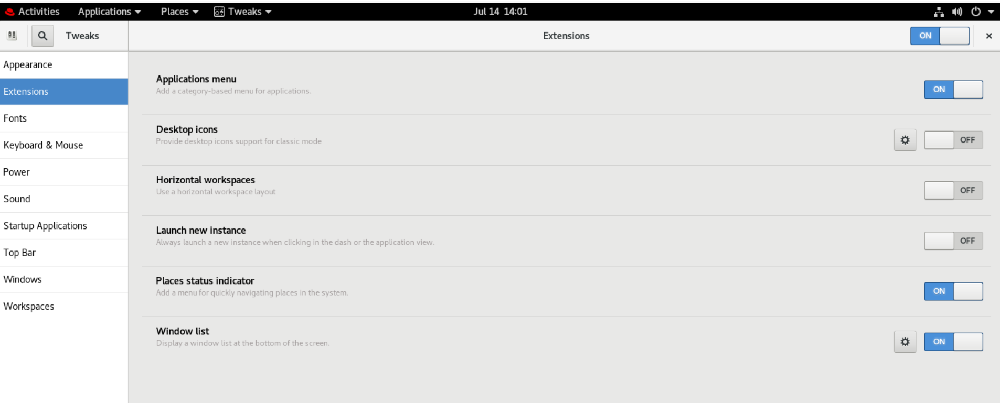 Activities Applications Places Tweaks Jul 14 14:01
Tweaks Extensions ON
Appearance
Extensions
Fonts
Keyboard & Mouse
Power
Sound
Startup Applications
Top Bar
Windows
Workspaces
Applications menu
Add a category-based menu for applications.
ON
Desktop icons
Provide desktop icons support for classic mode
OFF
Horizontal workspaces
Use a horizontal workspace layout
OFF
Launch new instance
Always launch a new instance when clicking in the dash or the application view.
OFF
Places status indicator
Add a menu for quickly navigating places in the system.
ON
Window list
Display a window list at the bottom of the screen.
ON